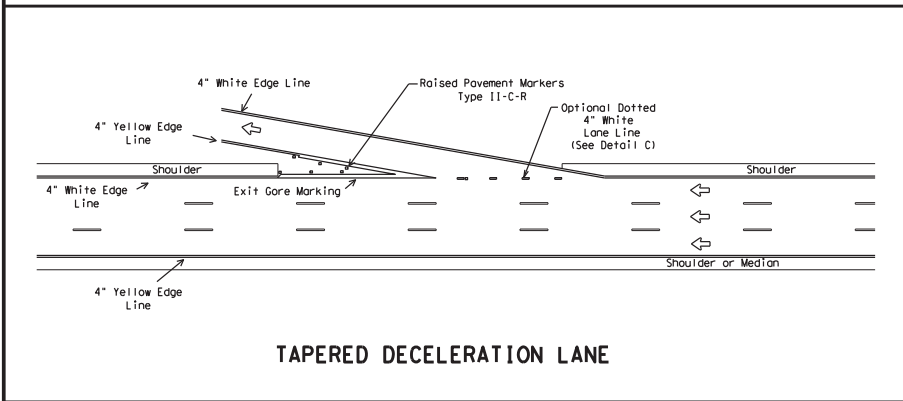 4" White Edge Line
Raised Pavement Markers
Type II-C-R
Optional Dotted
4" White
Lane Line
(See Detail C)
4" Yellow Edge
Line
Shoulder
Shoulder
4" White Edge
Line
Exit Gore Marking
Shoulder or Median
4" Yellow Edge
Line
TAPERED DECELERATION LANE